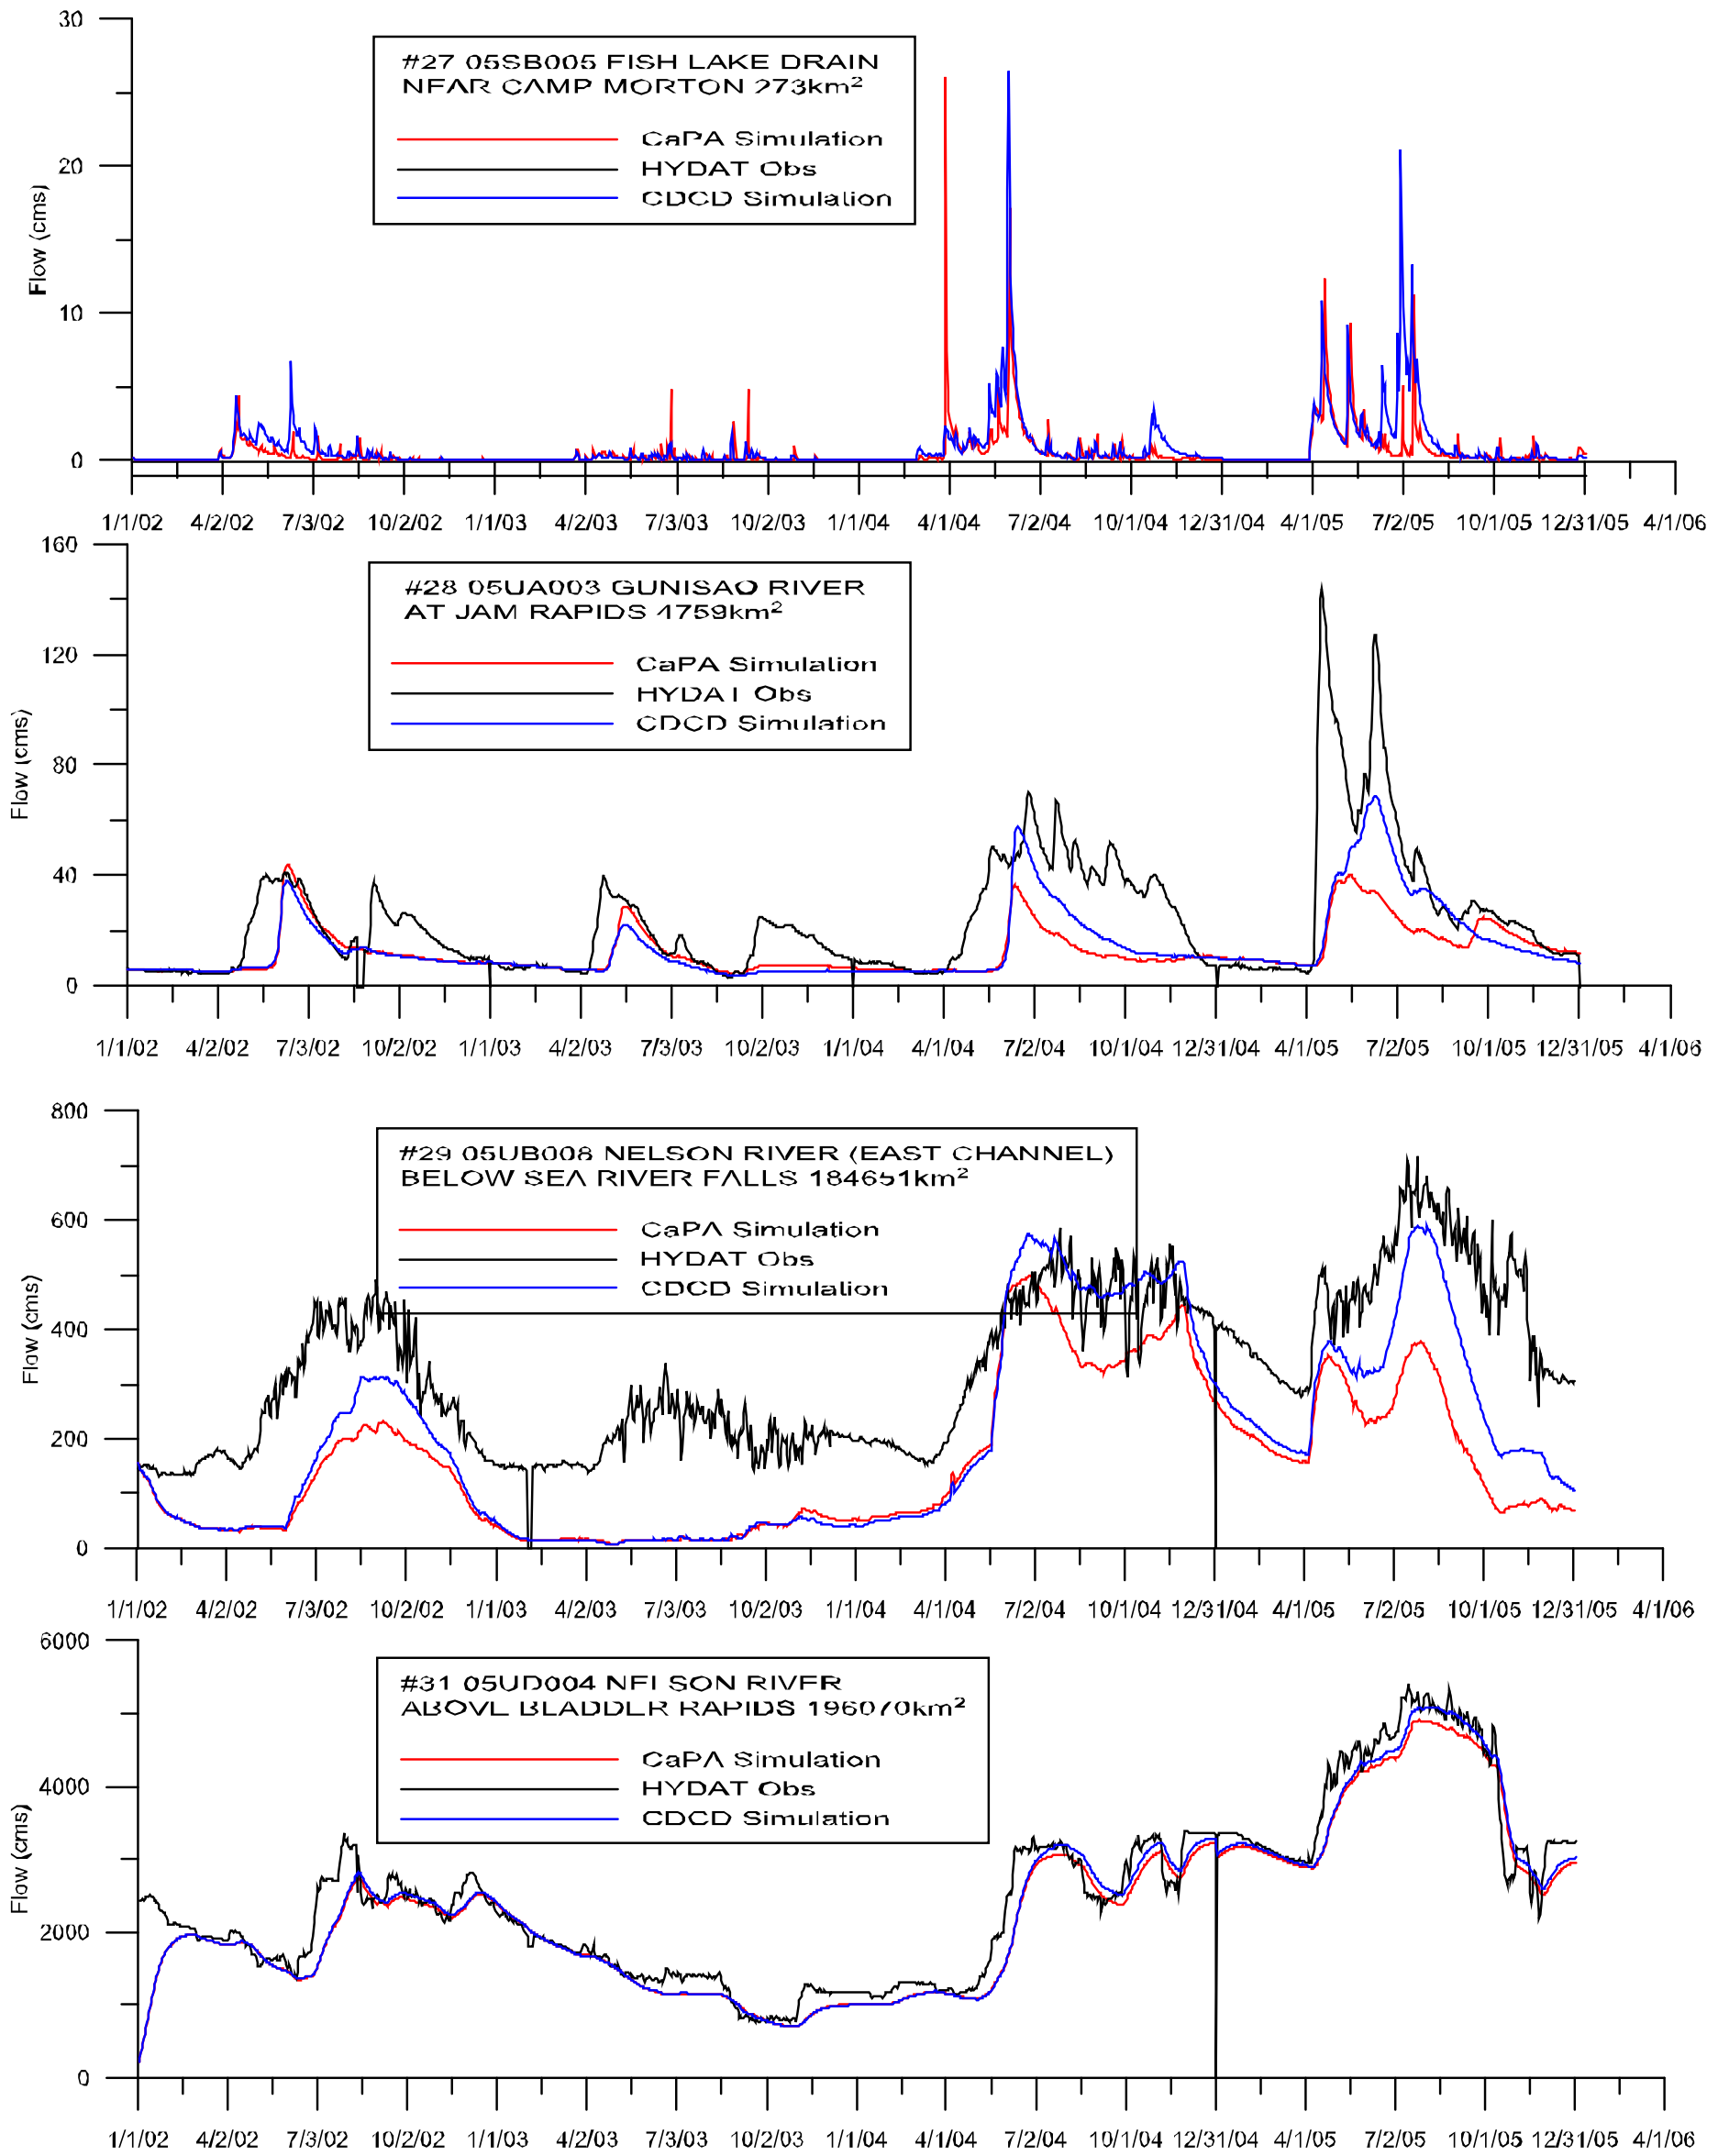 30
20
10
0
Flow (cms)
#27 05SB005 FISH LAKE DRAIN
NEAR CAMP MORTON 273km²
CaPA Simulation
HYDAT Obs
CDCD Simulation
1/1/02 4/2/02 7/3/02 10/2/02 1/1/03 4/2/03 7/3/03 10/2/03 1/1/04 4/1/04 7/2/04 10/1/04 12/31/04 4/1/05 7/2/05 10/1/05 12/31/05 4/1/06
160
120
80
40
0
Flow (cms)
#28 05UA003 GUNISAO RIVER
AT JAM RAPIDS 4759km²
CaPA Simulation
HYDAT Obs
CDCD Simulation
1/1/02 4/2/02 7/3/02 10/2/02 1/1/03 4/2/03 7/3/03 10/2/03 1/1/04 4/1/04 7/2/04 10/1/04 12/31/04 4/1/05 7/2/05 10/1/05 12/31/05 4/1/06
800
600
400
200
0
Flow (cms)
#29 05UB008 NELSON RIVER (EAST CHANNEL)
BELOW SEA RIVER FALLS 184651km²
CaPA Simulation
HYDAT Obs
CDCD Simulation
1/1/02 4/2/02 7/3/02 10/2/02 1/1/03 4/2/03 7/3/03 10/2/03 1/1/04 4/1/04 7/2/04 10/1/04 12/31/04 4/1/05 7/2/05 10/1/05 12/31/05 4/1/06
6000
4000
2000
0
Flow (cms)
#31 05UD004 NELSON RIVER
ABOVE BLADDER RAPIDS 196070km²
CaPA Simulation
HYDAT Obs
CDCD Simulation
1/1/02 4/2/02 7/3/02 10/2/02 1/1/03 4/2/03 7/3/03 10/2/03 1/1/04 4/1/04 7/2/04 10/1/04 12/31/04 4/1/05 7/2/05 10/1/05 12/31/05 4/1/06